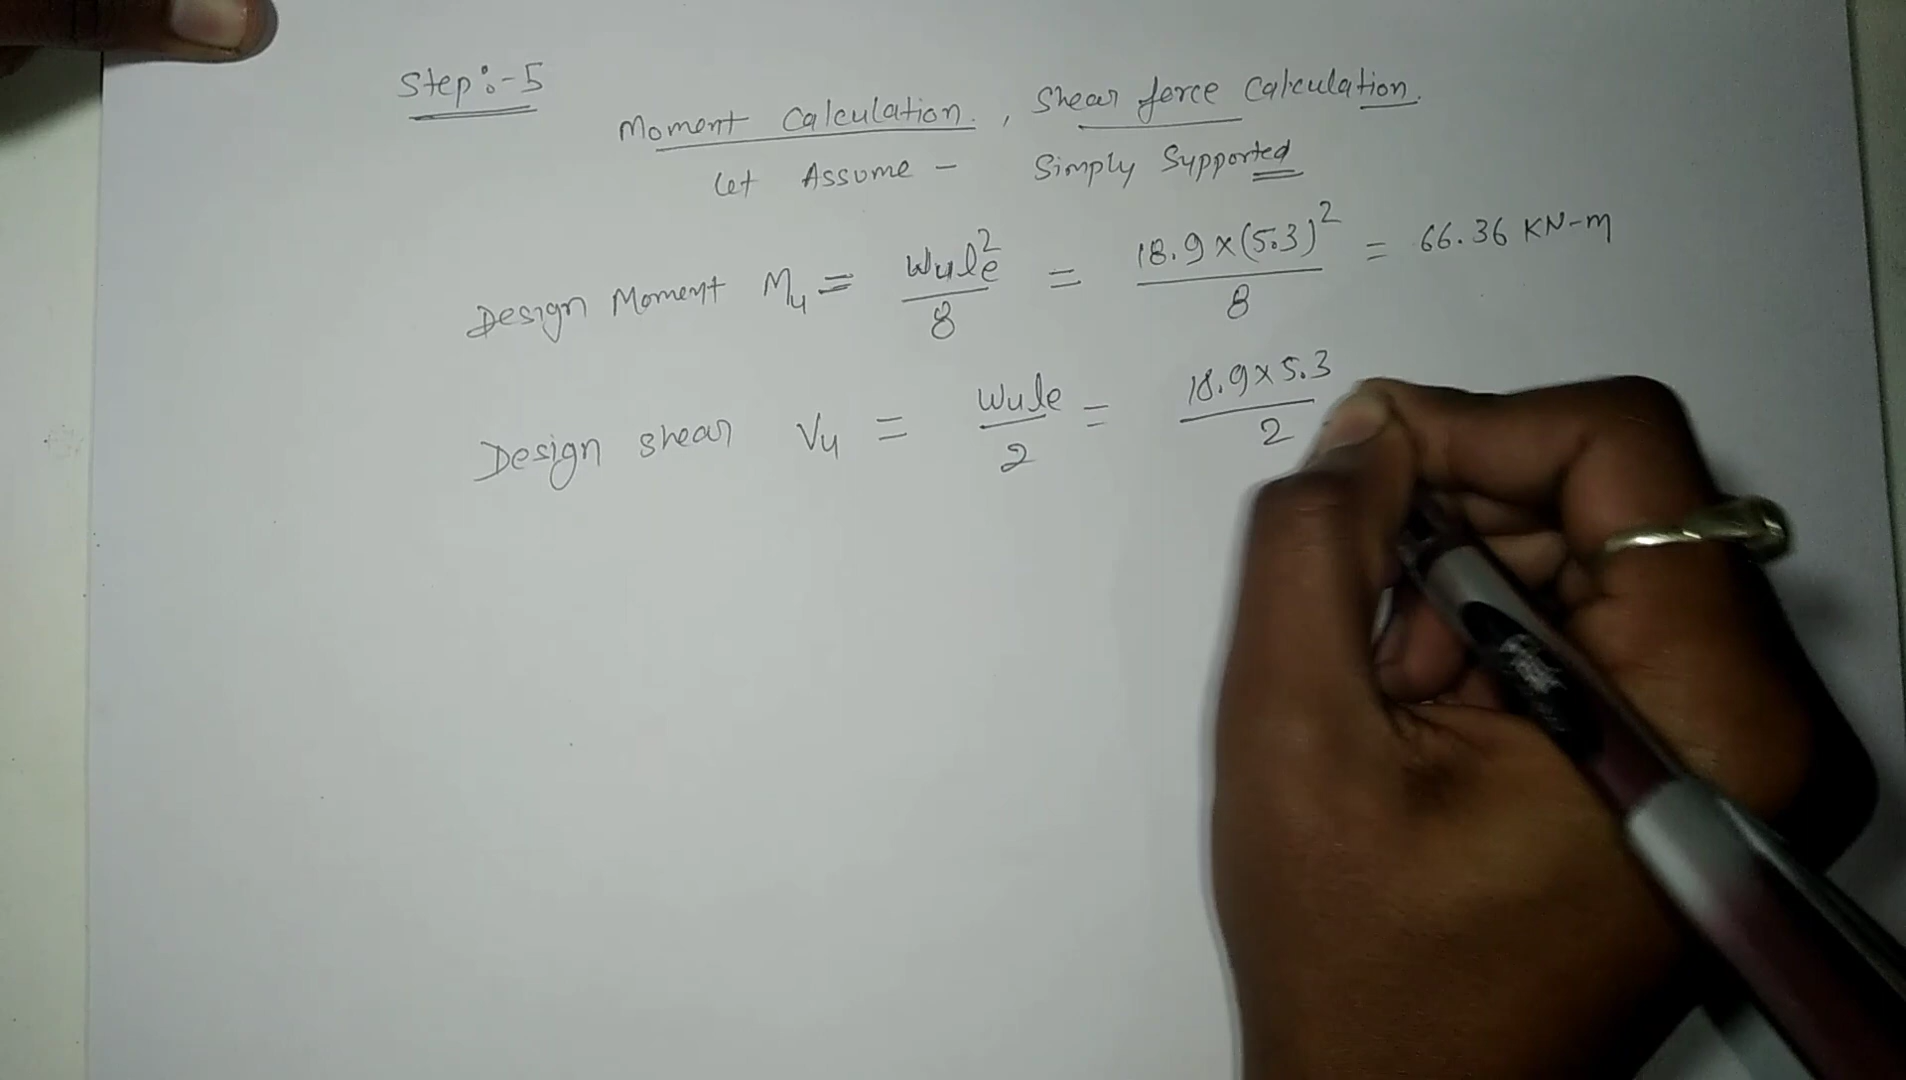 Step:-5
Moment Calculation. , Shear force Calculation.
Let Assume - Simply Supported
Design Moment Mu = Wule²/8 = 18.9×(5.3)²/8 = 66.36 KN-m
Design shear Vu = Wule/2 = 18.9×5.3/2